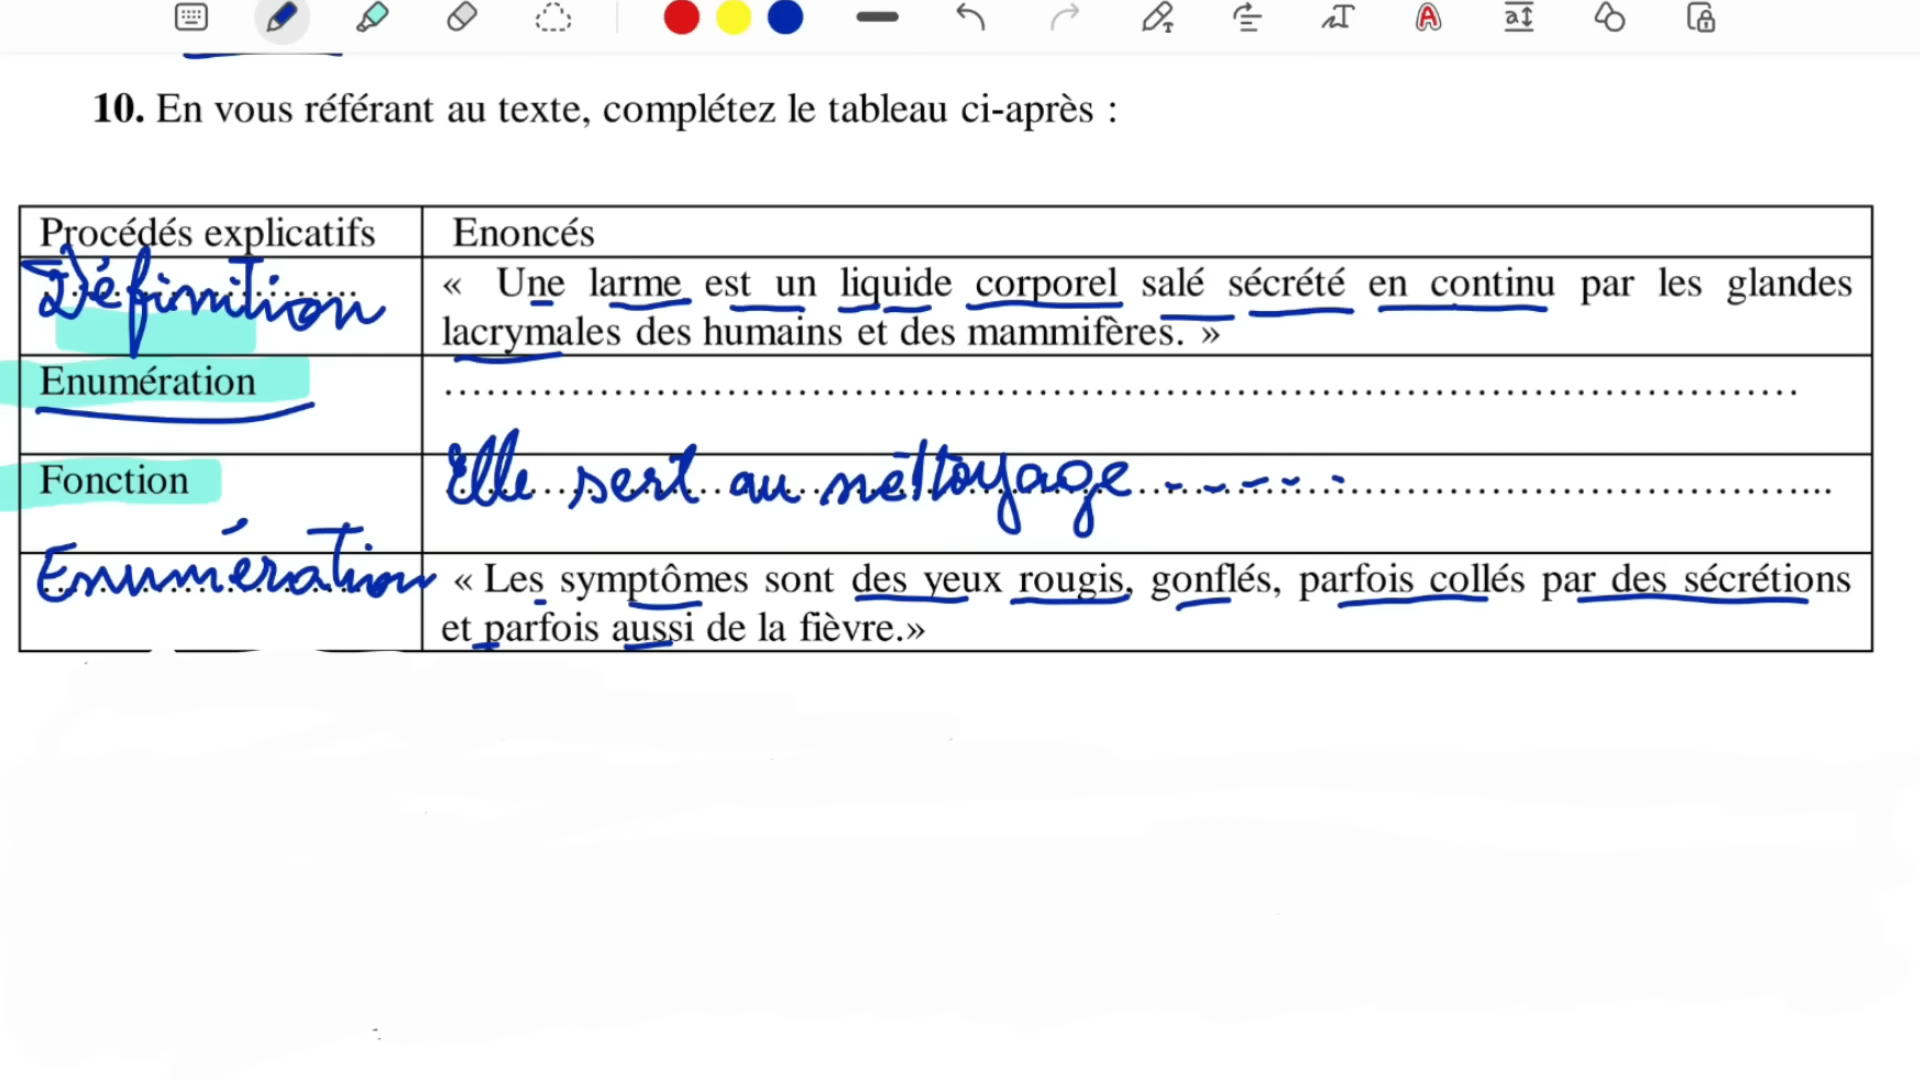 10. En vous référant au texte, complétez le tableau ci-après :
Procédés explicatifs
Enoncés
Définition
« Une larme est un liquide corporel salé sécrété en continu par les glandes
lacrymales des humains et des mammifères. »
Enumération
Fonction
Elle sert au nettoyage -----
Enumération
« Les symptômes sont des yeux rougis, gonflés, parfois collés par des sécrétions
et parfois aussi de la fièvre.»